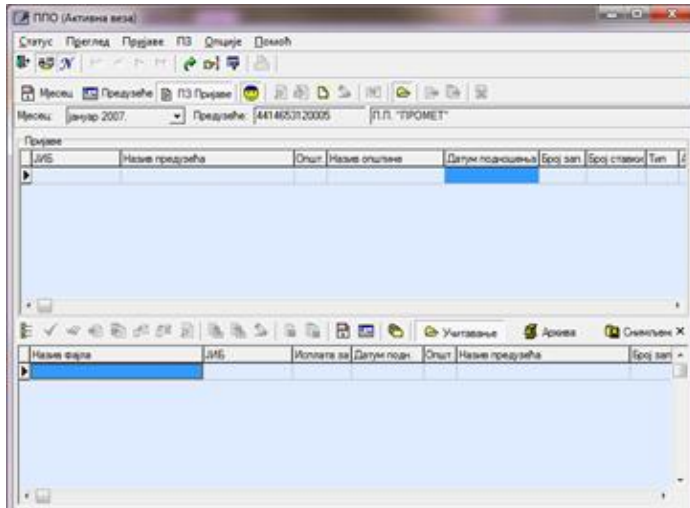 ППО (Активна веза)
Статус Преглед Пријаве ПЗ Опције Помоћ
Мјесец Предузеће ПЗ Пријаве
Мјесец: јануар 2007. Предузеће: 4414653120005 П.П. "ПРОМЕТ"
Пријаве
ЈИБ Назив предузећа Општ. Назив општине Датум подношења Број зап. Број ставки Тип
Учитавање Архива
Назив фајла ЈИБ Исплата за Датум подн. Општ. Назив предузећа Број зап